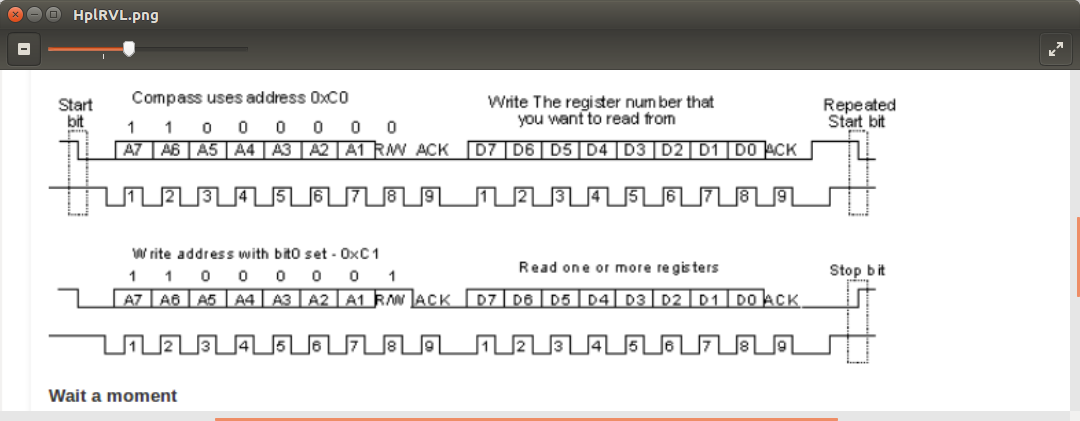 HplRVL.png
Compass uses address 0xC0
Write The register number that
you want to read from
Start
bit
Repeated
Start bit
1 1 0 0 0 0 0 0
A7 A6 A5 A4 A3 A2 A1 R/W ACK D7 D6 D5 D4 D3 D2 D1 D0 ACK
1 2 3 4 5 6 7 8 9 1 2 3 4 5 6 7 8 9
Write address with bit0 set - 0xC1
Read one or more registers
Stop bit
1 1 0 0 0 0 0 1
A7 A6 A5 A4 A3 A2 A1 R/W ACK D7 D6 D5 D4 D3 D2 D1 D0 ACK
1 2 3 4 5 6 7 8 9 1 2 3 4 5 6 7 8 9
Wait a moment